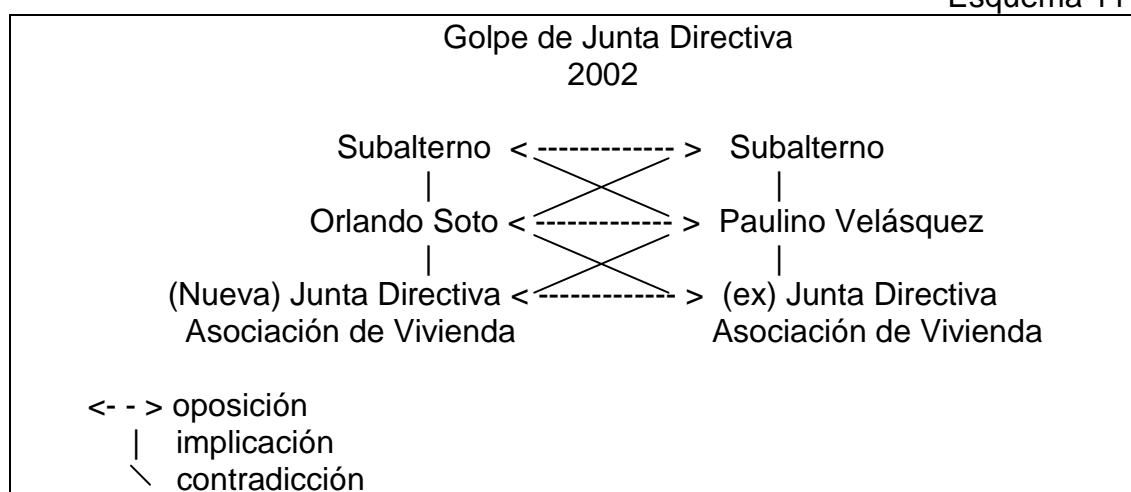 Esquema 11
Golpe de Junta Directiva
2002
Subalterno < ------------- > Subalterno
| |
Orlando Soto < ------------- > Paulino Velásquez
| |
(Nueva) Junta Directiva < ------------- > (ex) Junta Directiva
Asociación de Vivienda Asociación de Vivienda
<- - > oposición
| implicación
\ contradicción